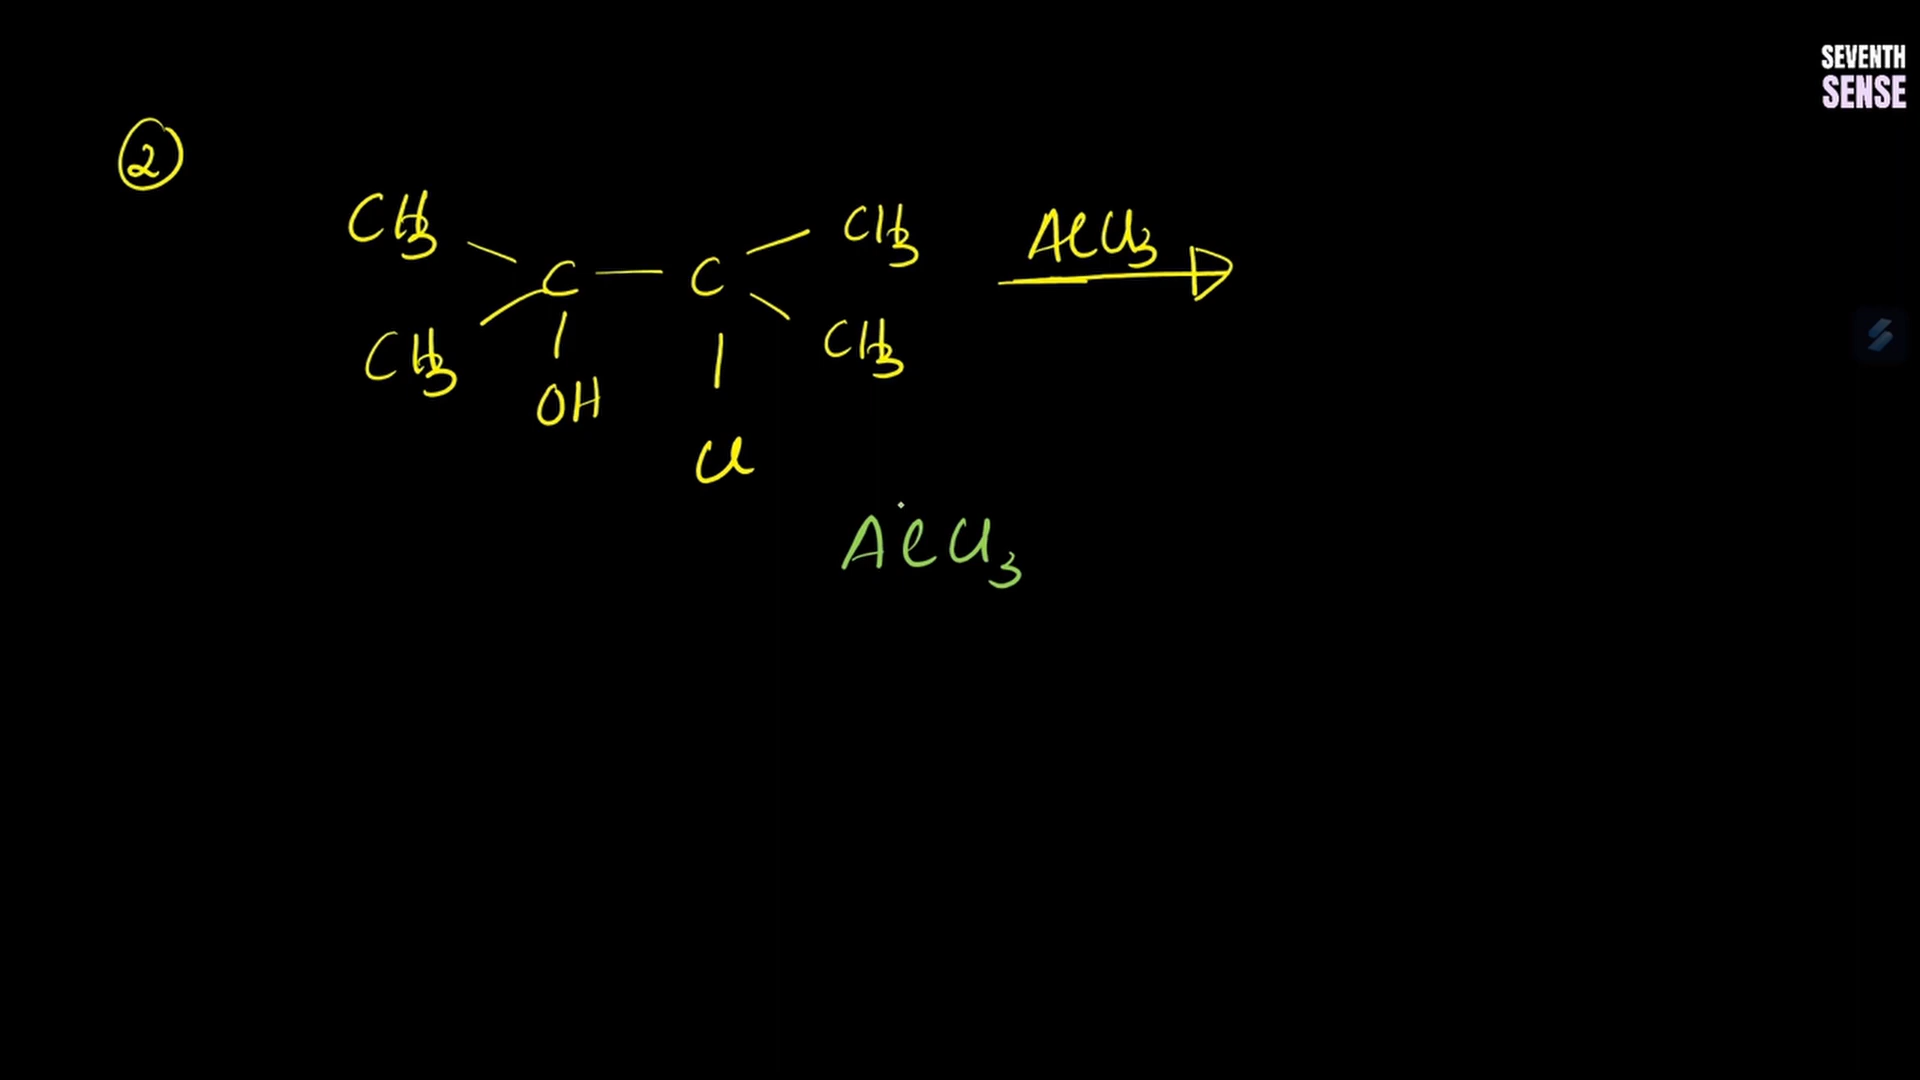 SEVENTH
SENSE
2
CH3 CH3 AlCl3
C — C
CH3 CH3
OH
Cl
AlCl3